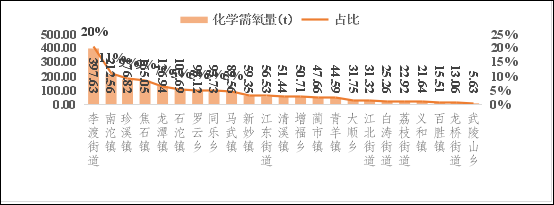 化学需氧量(t) 占比
500.00
400.00
300.00
200.00
100.00
0.00
20%
11%
397.63
212.56
59.35
56.53
51.44
50.71
47.66
44.59
31.75
31.32
25.26
22.92
21.64
15.51
13.06
5.63
25%
20%
15%
10%
5%
0%
李渡街道
南沱镇
珍溪镇
焦石镇
龙潭镇
石沱镇
罗云乡
同乐乡
马武镇
新妙镇
江东街道
清溪镇
增福乡
蔺市镇
青羊镇
大顺乡
江北街道
白涛街道
荔枝街道
义和镇
百胜镇
龙桥街道
武陵山乡